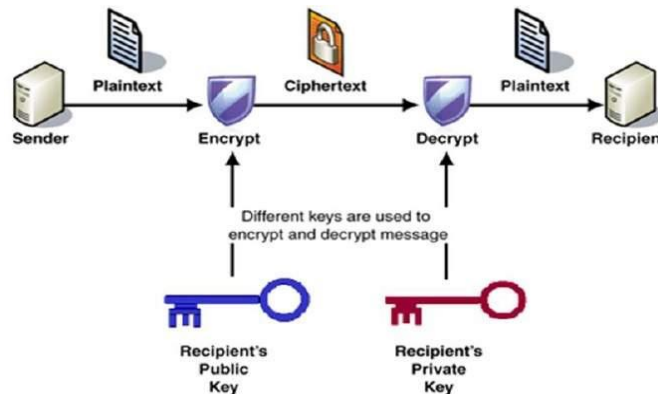 Plaintext
Ciphertext
Plaintext
Sender
Encrypt
Decrypt
Recipien
Different keys are used to
encrypt and decrypt message
Recipient's
Public
Key
Recipient's
Private
Key